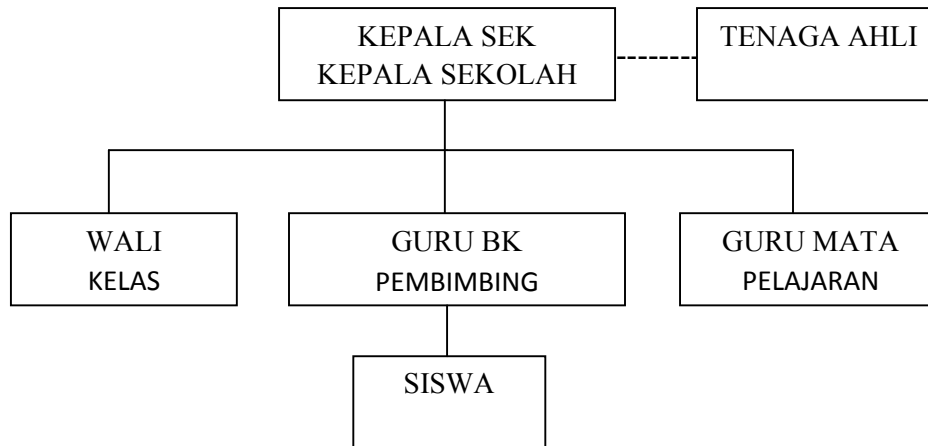 KEPALA SEK
KEPALA SEKOLAH
TENAGA AHLI
WALI
KELAS
GURU BK
PEMBIMBING
GURU MATA
PELAJARAN
SISWA